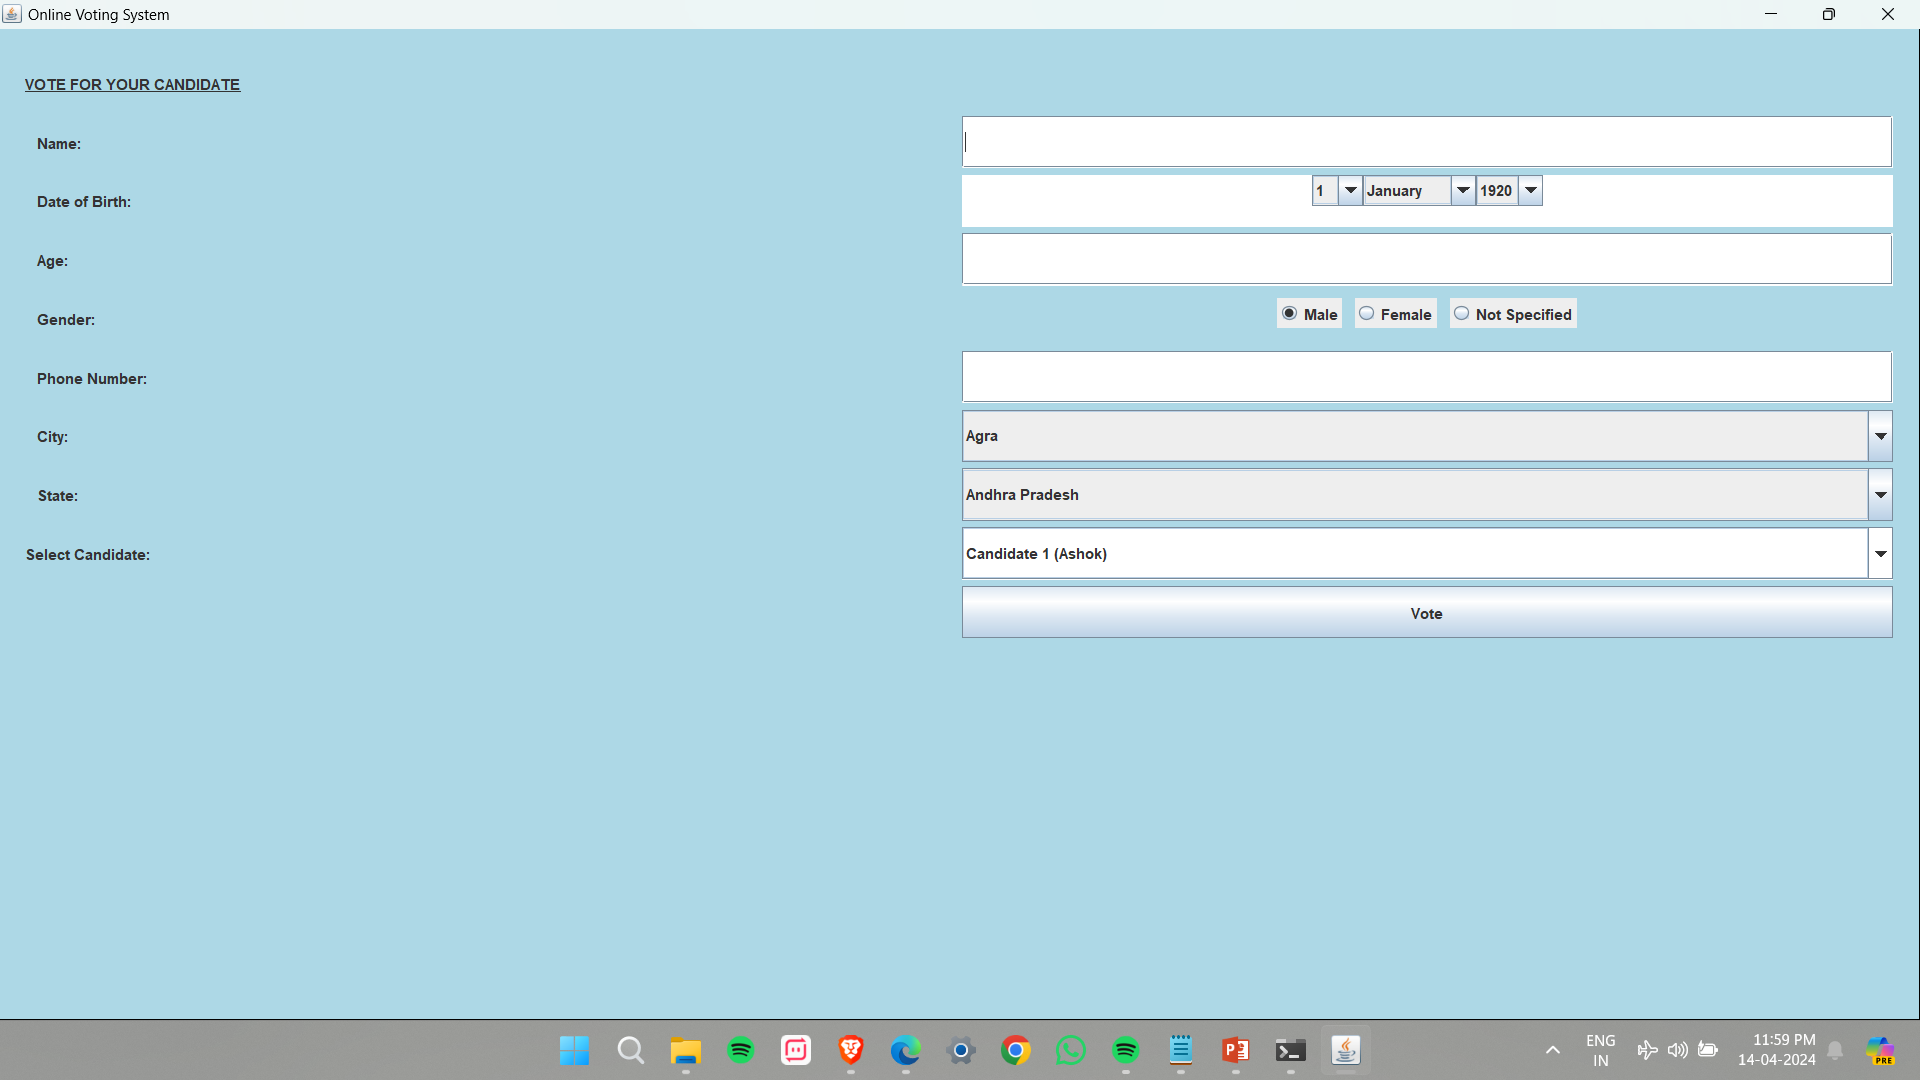 Online Voting System
VOTE FOR YOUR CANDIDATE
Name:
Date of Birth: 1 January 1920
Age:
Gender: Male Female Not Specified
Phone Number:
City: Agra
State: Andhra Pradesh
Select Candidate: Candidate 1 (Ashok)
Vote
ENG 11:59 PM
IN 14-04-2024
PRE